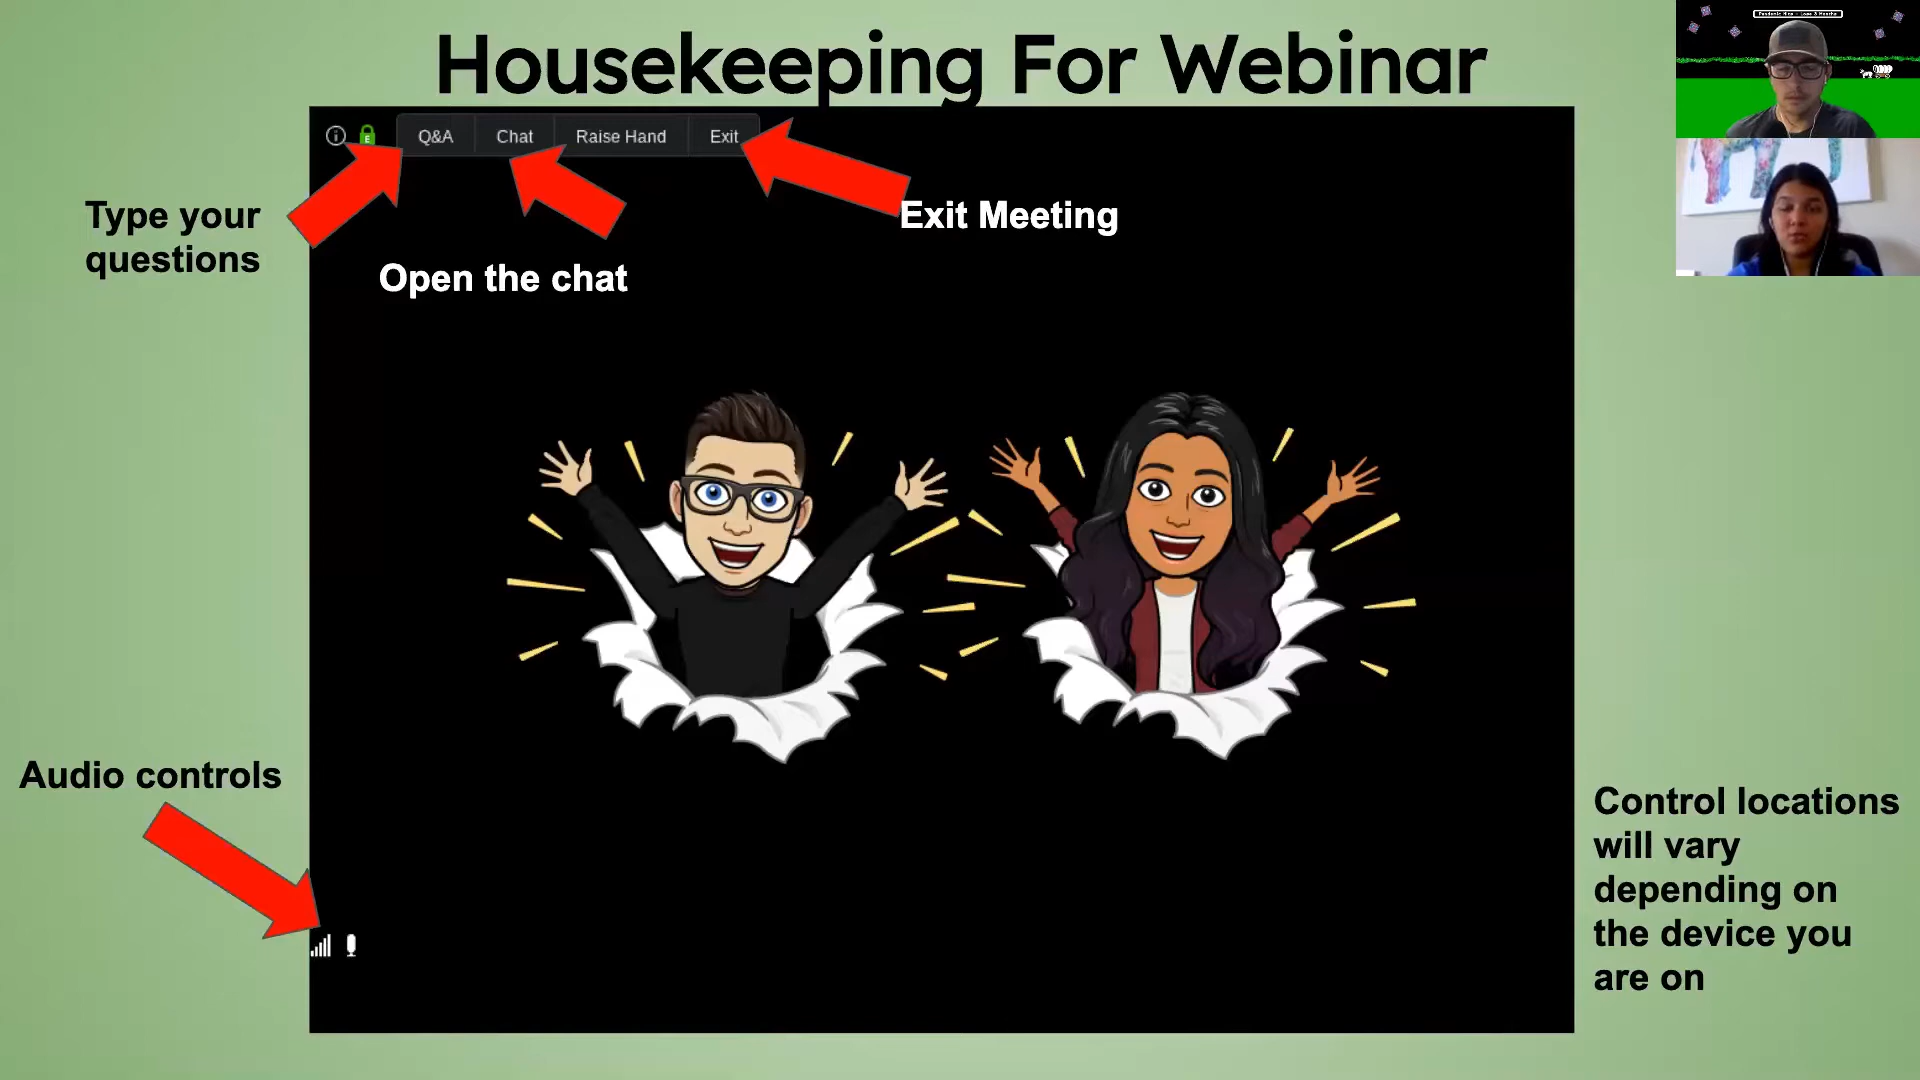 Housekeeping For Webinar
Q&A Chat Raise Hand Exit
Type your
questions
Open the chat
Exit Meeting
Audio controls
Control locations
will vary
depending on
the device you
are on